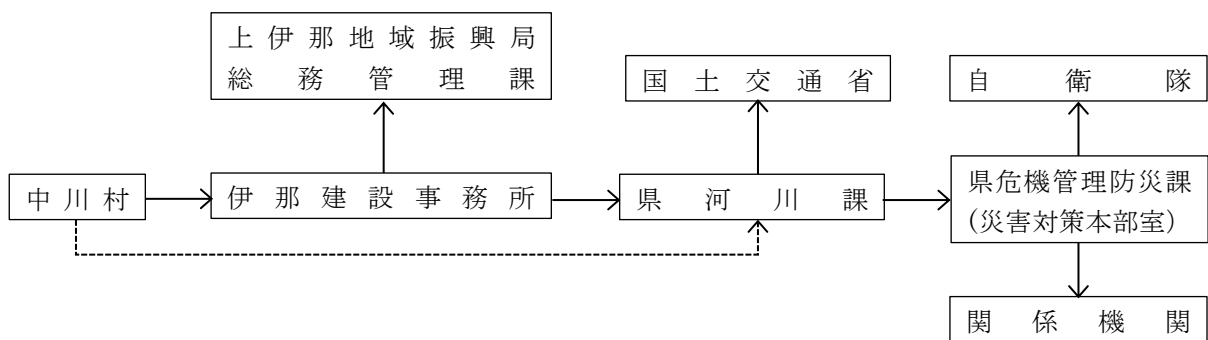 上伊那地域振興局
総務管理課
国土交通省
自衛隊
中川村
伊那建設事務所
県河川課
県危機管理防災課
(災害対策本部室)
関係機関